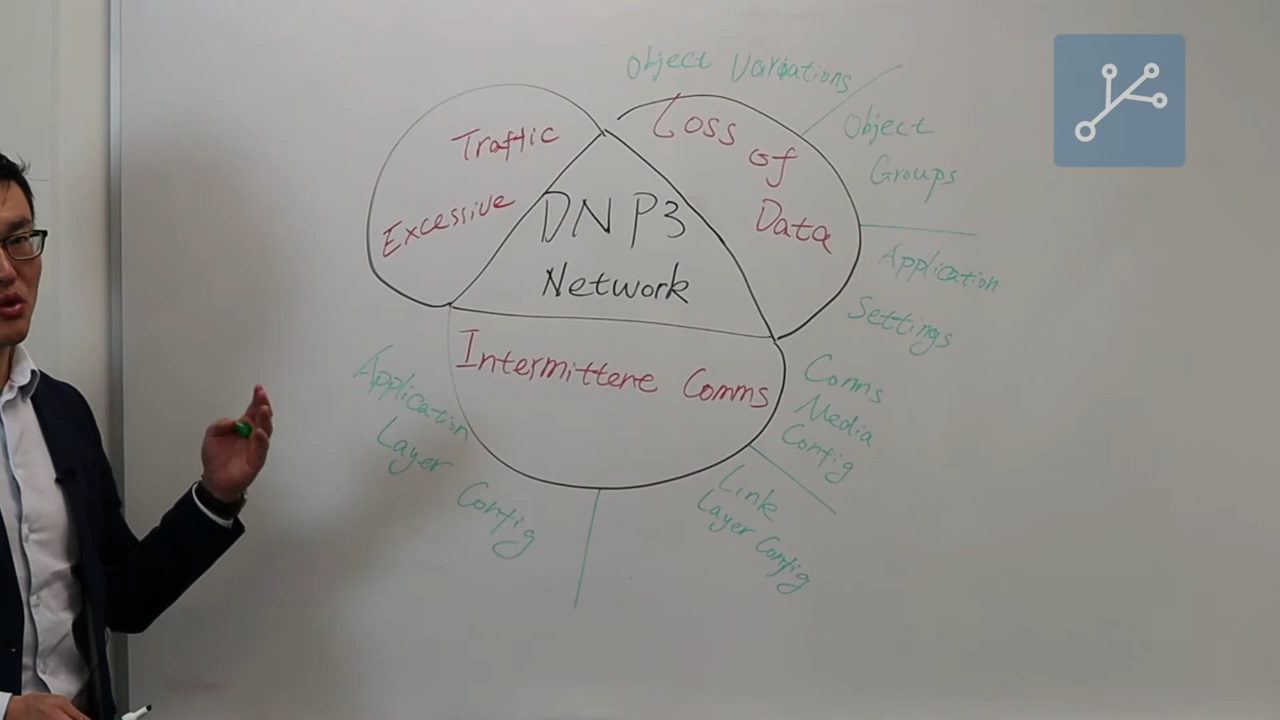 Object Variations
Object
Groups
Application
Settings
Traffic
Excessive
Loss
of
Data
DNP3
Network
Intermittene Comms
Comms
Media
Config
Link
Layer Config
Application
Layer
Config